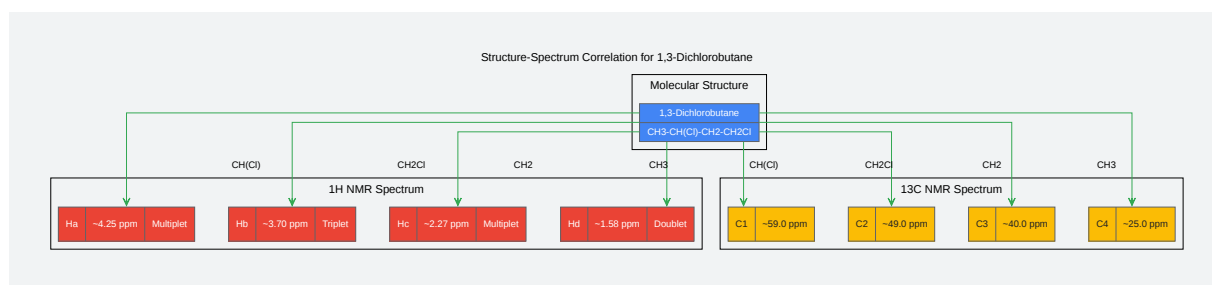 Structure-Spectrum Correlation for 1,3-Dichlorobutane
Molecular Structure
1,3-Dichlorobutane
CH3-CH(Cl)-CH2-CH2Cl
CH(Cl) CH2Cl CH2 CH3 CH(Cl) CH2Cl CH2 CH3
1H NMR Spectrum
Ha ~4.25 ppm Multiplet Hb ~3.70 ppm Triplet Hc ~2.27 ppm Multiplet Hd ~1.58 ppm Doublet
13C NMR Spectrum
C1 ~59.0 ppm C2 ~49.0 ppm C3 ~40.0 ppm C4 ~25.0 ppm